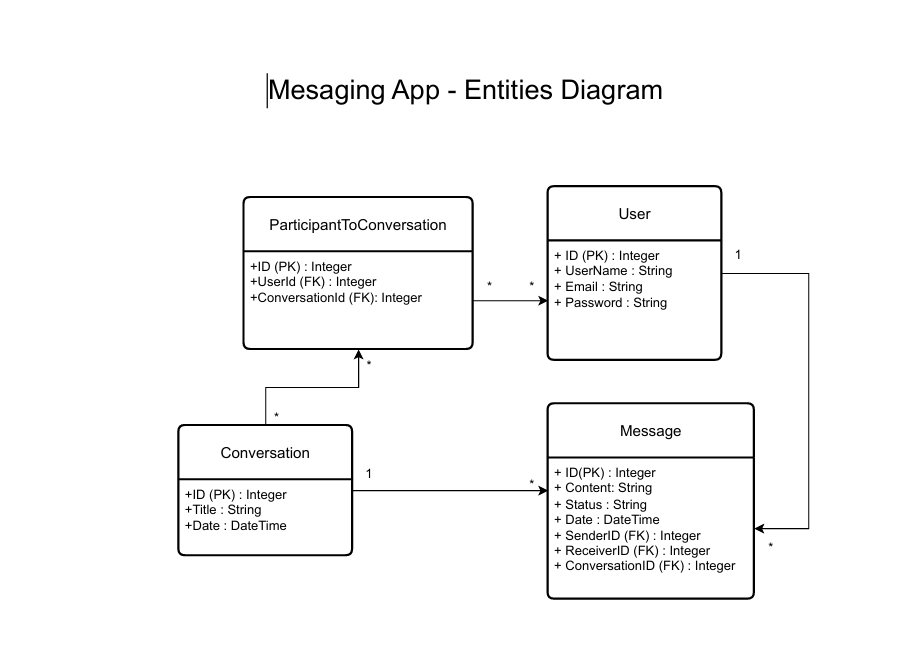 Mesaging App - Entities Diagram
ParticipantToConversation
+ID (PK) : Integer
+UserId (FK) : Integer
+ConversationId (FK): Integer
* *
User
+ ID (PK) : Integer
+ UserName : String
+ Email : String
+ Password : String
1
*
*
Conversation
+ID (PK) : Integer
+Title : String
+Date : DateTime
1
*
Message
+ ID(PK) : Integer
+ Content: String
+ Status : String
+ Date : DateTime
+ SenderID (FK) : Integer
+ ReceiverID (FK) : Integer
+ ConversationID (FK) : Integer
*